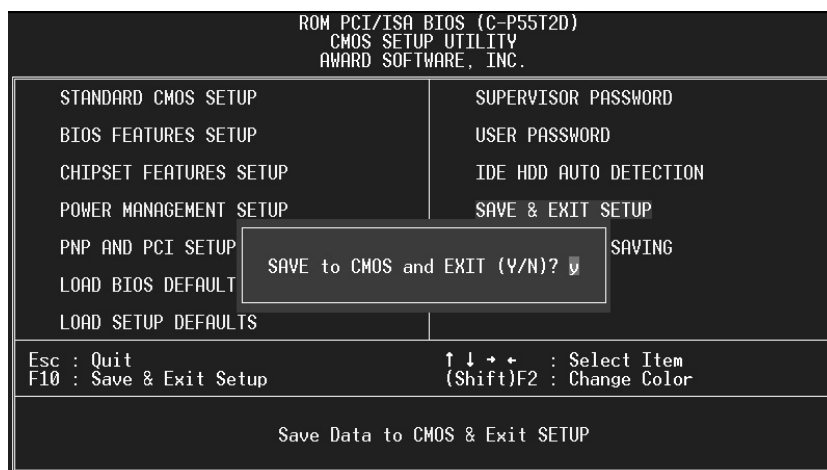 ROM PCI/ISA BIOS (C-P55T2D)
CMOS SETUP UTILITY
AWARD SOFTWARE, INC.
STANDARD CMOS SETUP
BIOS FEATURES SETUP
CHIPSET FEATURES SETUP
POWER MANAGEMENT SETUP
PNP AND PCI SETUP
LOAD BIOS DEFAULT
LOAD SETUP DEFAULTS
SUPERVISOR PASSWORD
USER PASSWORD
IDE HDD AUTO DETECTION
SAVE & EXIT SETUP
SAVING
SAVE to CMOS and EXIT (Y/N)? y
Esc : Quit
F10 : Save & Exit Setup
↑ ↓ → ← : Select Item
(Shift)F2 : Change Color
Save Data to CMOS & Exit SETUP